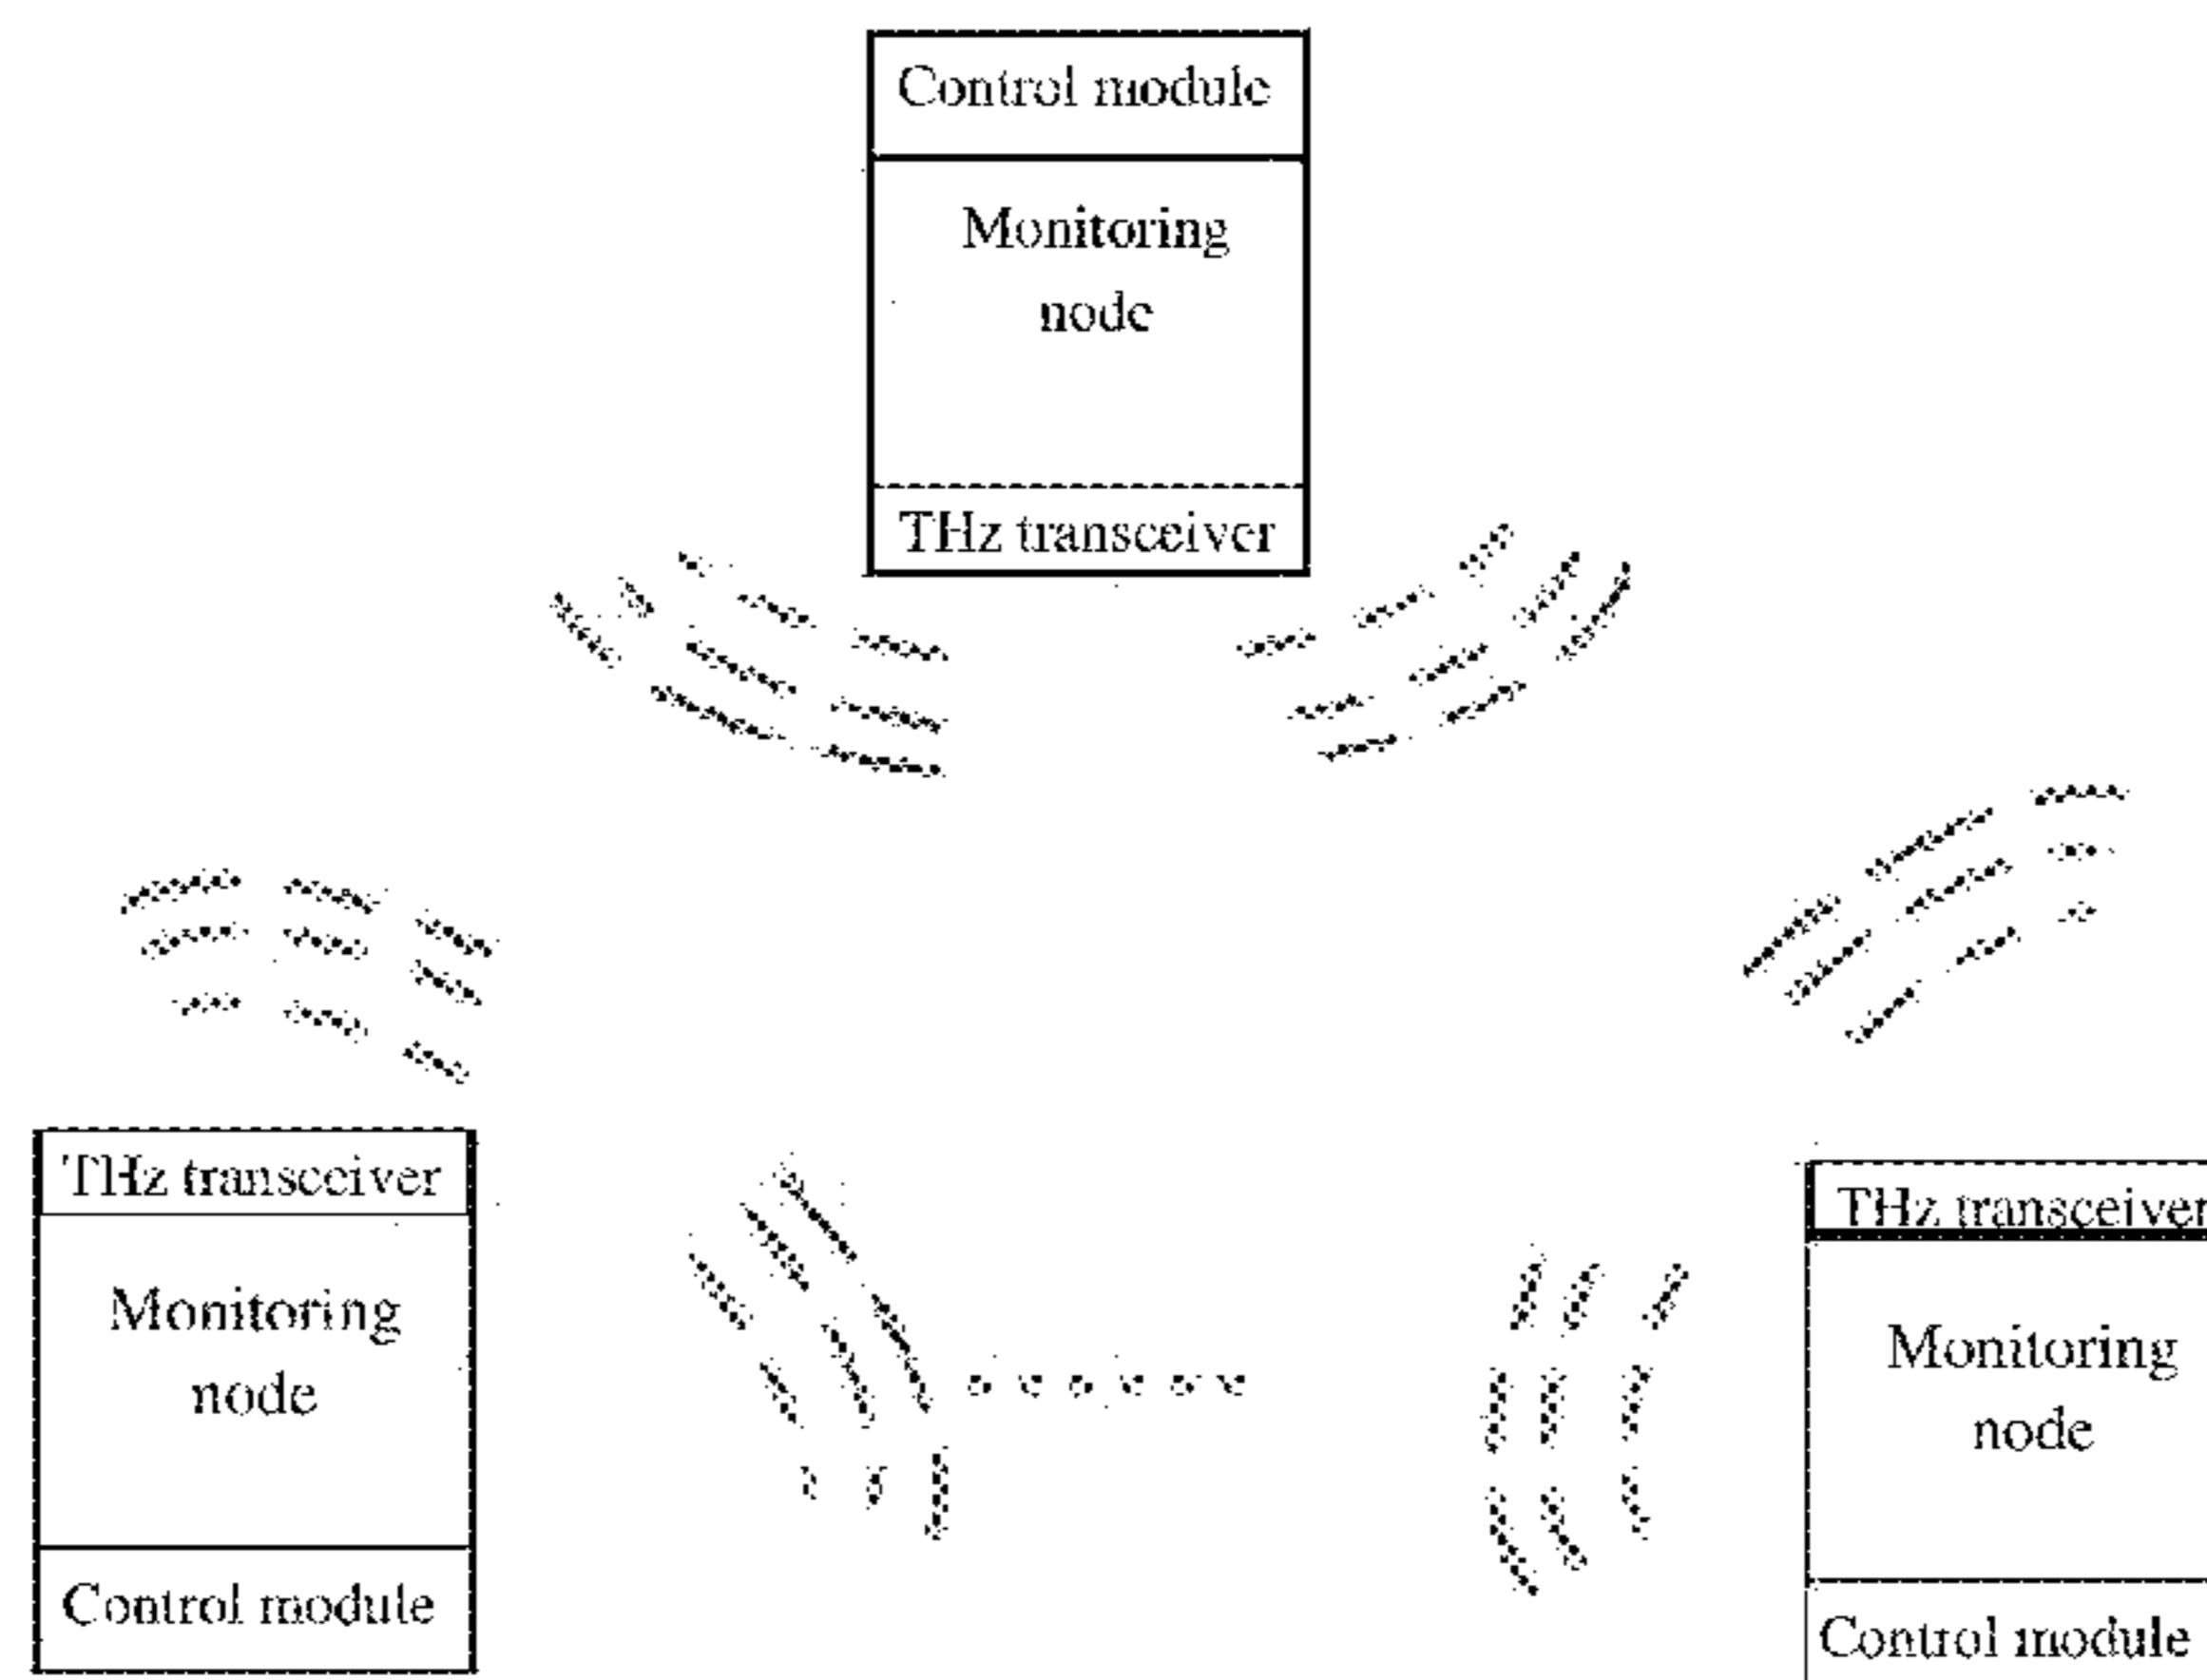 Control module
Monitoring
node
THz transceiver
THz transceiver
Monitoring
node
Control module
THz transceiver
Monitoring
node
Control module